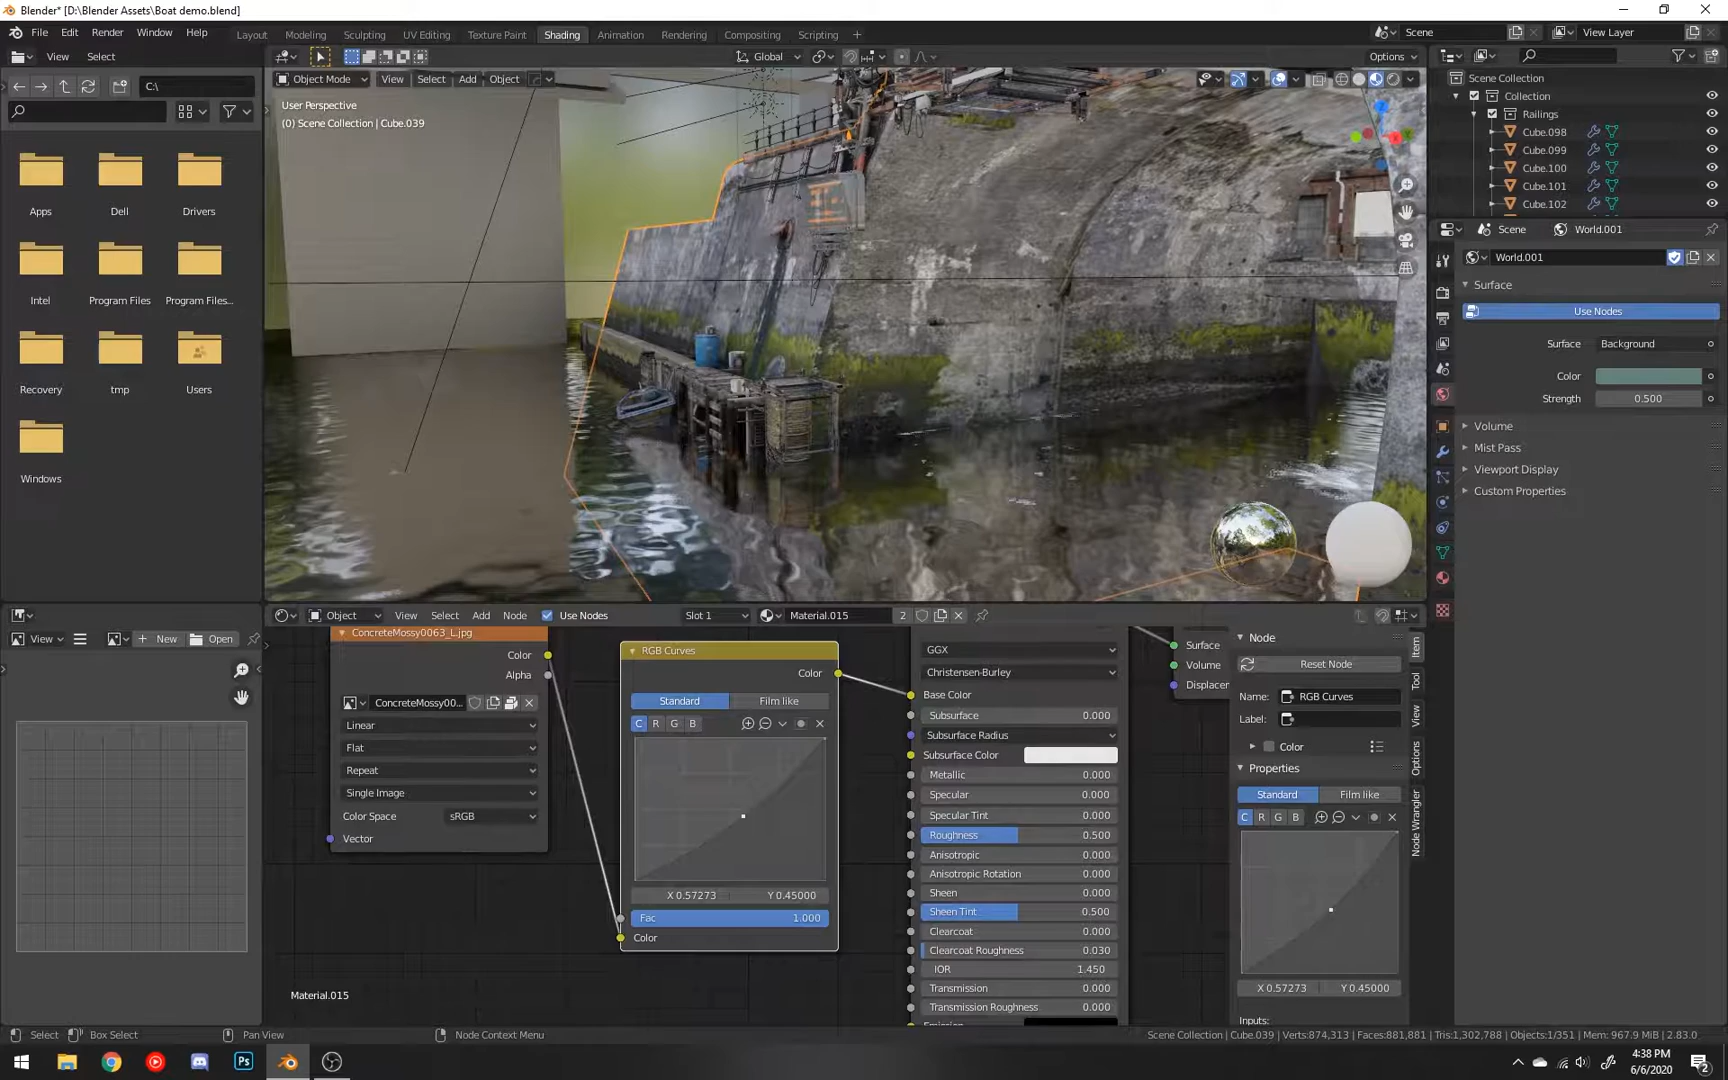 Blender* [D:\Blender Assets\Boat demo.blend]
File Edit Render Window Help
Layout Modeling Sculpting UV Editing Texture Paint Shading Animation Rendering Compositing Scripting +
Scene
View Layer
View Select
Global
Options
C:\
Object Mode View Select Add Object
User Perspective
(0) Scene Collection | Cube.039
Apps Dell Drivers
Intel Program Files Program Files...
Recovery tmp Users
Windows
Scene Collection
Collection
Railings
Cube.098
Cube.099
Cube.100
Cube.101
Cube.102
Scene World.001
World.001
Surface
Use Nodes
Surface Background
Color
Strength 0.500
Volume
Mist Pass
Viewport Display
Custom Properties
View + New Open
Object View Select Add Node Use Nodes Slot 1 Material.015 2
ConcreteMossy0063_L.jpg
Color
Alpha
ConcreteMossy00...
Linear
Flat
Repeat
Single Image
Color Space sRGB
Vector
RGB Curves
Color
Standard Film like
C R G B
X 0.57273 Y 0.45000
Fac 1.000
Color
GGX
Christensen-Burley
Base Color
Subsurface 0.000
Subsurface Radius
Subsurface Color
Metallic 0.000
Specular 0.000
Specular Tint 0.000
Roughness 0.500
Anisotropic 0.000
Anisotropic Rotation 0.000
Sheen 0.000
Sheen Tint 0.500
Clearcoat 0.000
Clearcoat Roughness 0.030
IOR 1.450
Transmission 0.000
Transmission Roughness 0.000
Surface
Volume
Displacer
Node
Reset Node
Name: RGB Curves
Label:
Color
Properties
Standard Film like
C R G B
X 0.57273 Y 0.45000
Inputs:
Item
Tool
View
Options
Node Wrangler
Material.015
Select Box Select Pan View Node Context Menu
Scene Collection | Cube.039 | Verts:874,313 | Faces:881,881 | Tris:1,302,788 | Objects:1/351 | Mem: 967.9 MiB | 2.83.0
Ps
4:38 PM
6/6/2020
2